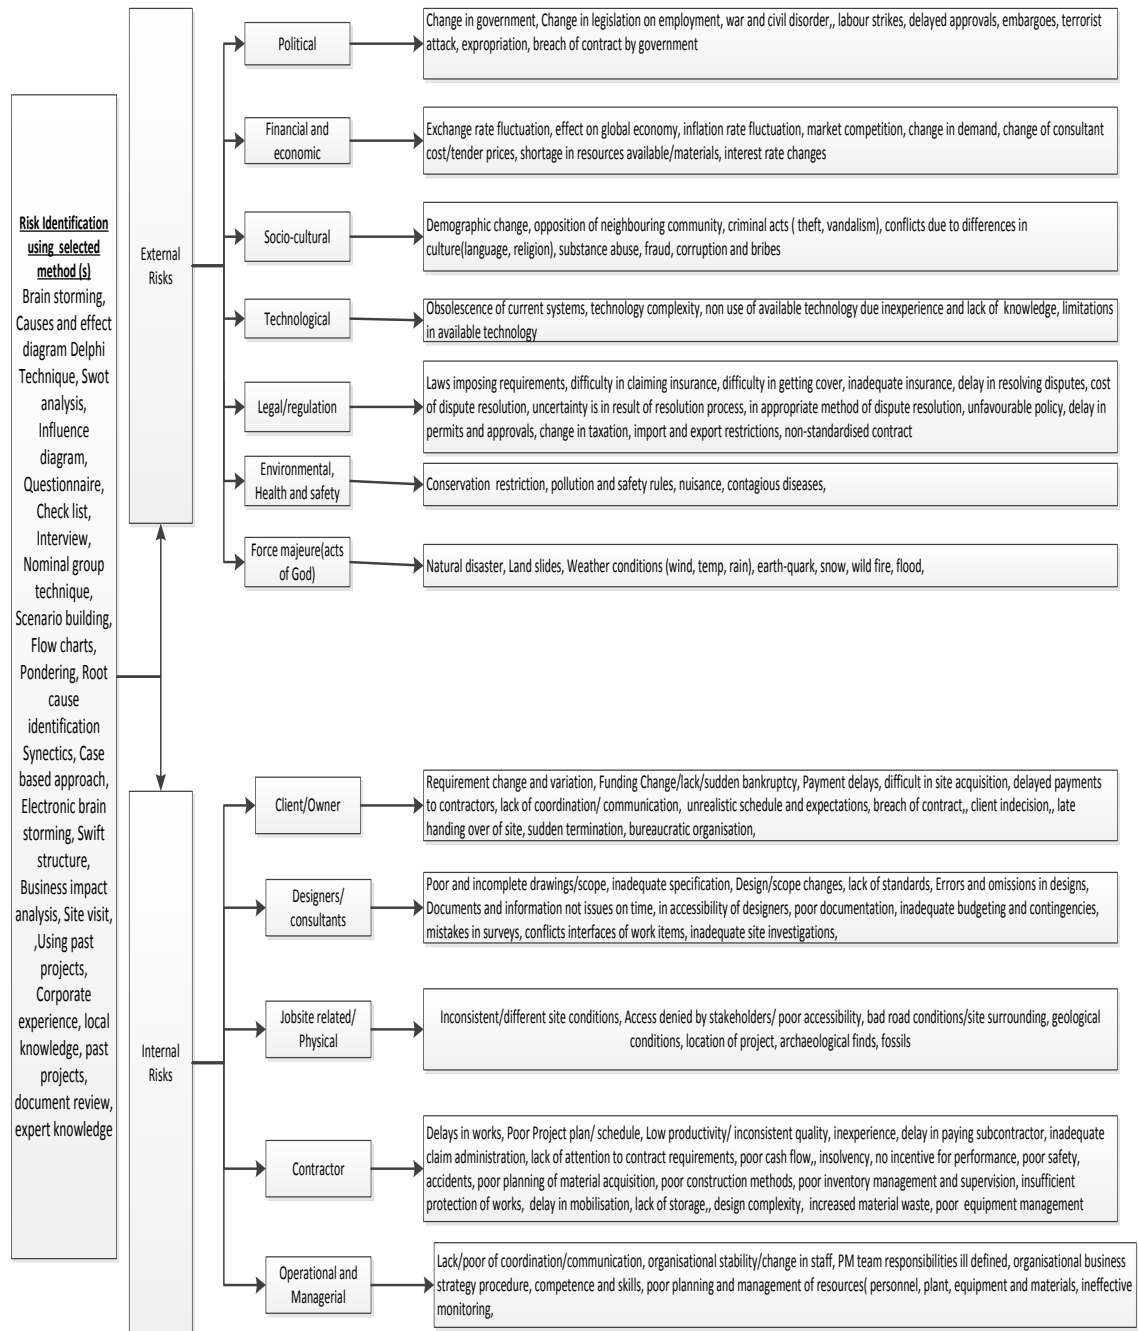 Risk Identification
using selected
method (s)
Brain storming,
Causes and effect
diagram Delphi
Technique, Swot
analysis,
Influence
diagram,
Questionnaire,
Check list,
Interview,
Nominal group
technique,
Scenario building,
Flow charts,
Pondering, Root
cause
identification
Synectics, Case
based approach,
Electronic brain
storming, Swift
structure,
Business impact
analysis, Site visit,
,Using past
projects,
Corporate
experience, local
knowledge, past
projects,
document review,
expert knowledge
External
Risks
Political
Change in government, Change in legislation on employment, war and civil disorder,, labour strikes, delayed approvals, embargoes, terrorist
attack, expropriation, breach of contract by government
Financial and
economic
Exchange rate fluctuation, effect on global economy, inflation rate fluctuation, market competition, change in demand, change of consultant
cost/tender prices, shortage in resources available/materials, interest rate changes
Socio-cultural
Demographic change, opposition of neighbouring community, criminal acts ( theft, vandalism), conflicts due to differences in
culture(language, religion), substance abuse, fraud, corruption and bribes
Technological
Obsolescence of current systems, technology complexity, non use of available technology due inexperience and lack of knowledge, limitations
in available technology
Legal/regulation
Laws imposing requirements, difficulty in claiming insurance, difficulty in getting cover, inadequate insurance, delay in resolving disputes, cost
of dispute resolution, uncertainty is in result of resolution process, in appropriate method of dispute resolution, unfavourable policy, delay in
permits and approvals, change in taxation, import and export restrictions, non-standardised contract
Environmental,
Health and safety
Conservation restriction, pollution and safety rules, nuisance, contagious diseases,
Force majeure(acts
of God)
Natural disaster, Land slides, Weather conditions (wind, temp, rain), earth-quark, snow, wild fire, flood,
Internal
Risks
Client/Owner
Requirement change and variation, Funding Change/lack/sudden bankruptcy, Payment delays, difficult in site acquisition, delayed payments
to contractors, lack of coordination/ communication, unrealistic schedule and expectations, breach of contract,, client indecision,, late
handing over of site, sudden termination, bureaucratic organisation,
Designers/
consultants
Poor and incomplete drawings/scope, inadequate specification, Design/scope changes, lack of standards, Errors and omissions in designs,
Documents and information not issues on time, in accessibility of designers, poor documentation, inadequate budgeting and contingencies,
mistakes in surveys, conflicts interfaces of work items, inadequate site investigations,
Jobsite related/
Physical
Inconsistent/different site conditions, Access denied by stakeholders/ poor accessibility, bad road conditions/site surrounding, geological
conditions, location of project, archaeological finds, fossils
Contractor
Delays in works, Poor Project plan/ schedule, Low productivity/ inconsistent quality, inexperience, delay in paying subcontractor, inadequate
claim administration, lack of attention to contract requirements, poor cash flow,, insolvency, no incentive for performance, poor safety,
accidents, poor planning of material acquisition, poor construction methods, poor inventory management and supervision, insufficient
protection of works, delay in mobilisation, lack of storage,, design complexity, increased material waste, poor equipment management
Operational and
Managerial
Lack/poor of coordination/communication, organisational stability/change in staff, PM team responsibilities ill defined, organisational business
strategy procedure, competence and skills, poor planning and management of resources( personnel, plant, equipment and materials, ineffective
monitoring,